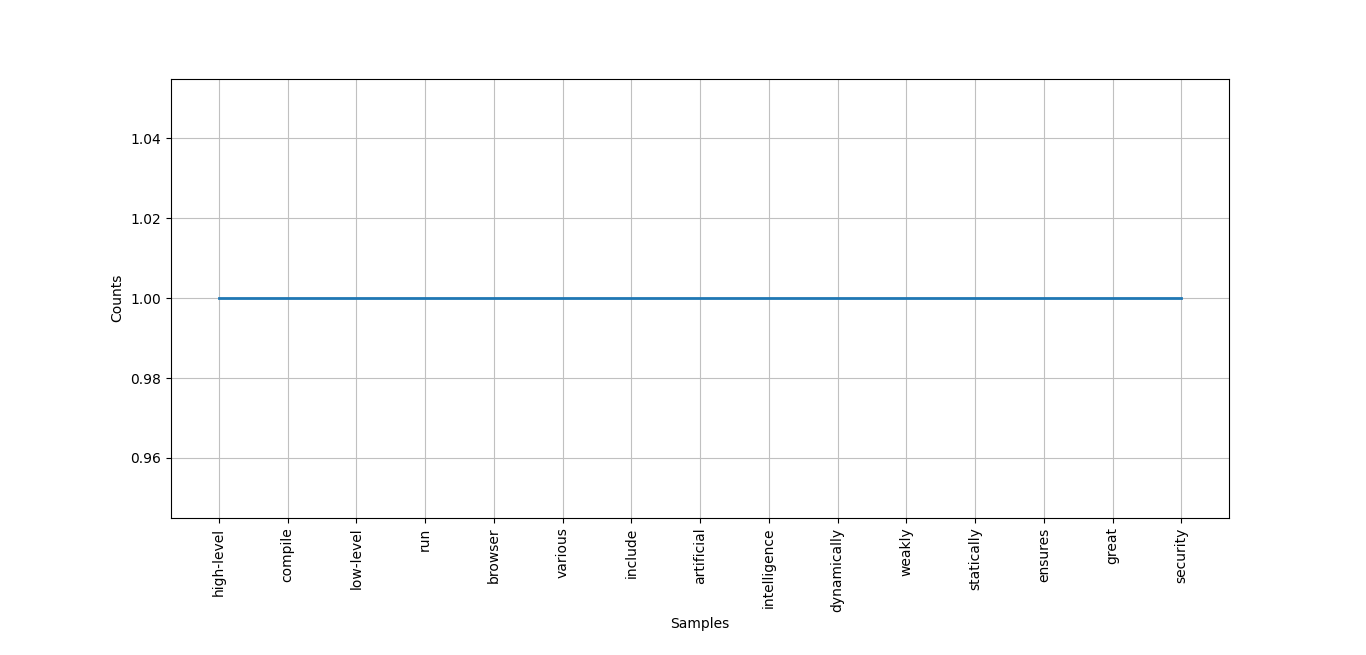 1.04
1.02
1.00
0.98
0.96
Counts
high-level
compile
low-level
run
browser
various
include
artificial
intelligence
dynamically
weakly
statically
ensures
great
security
Samples